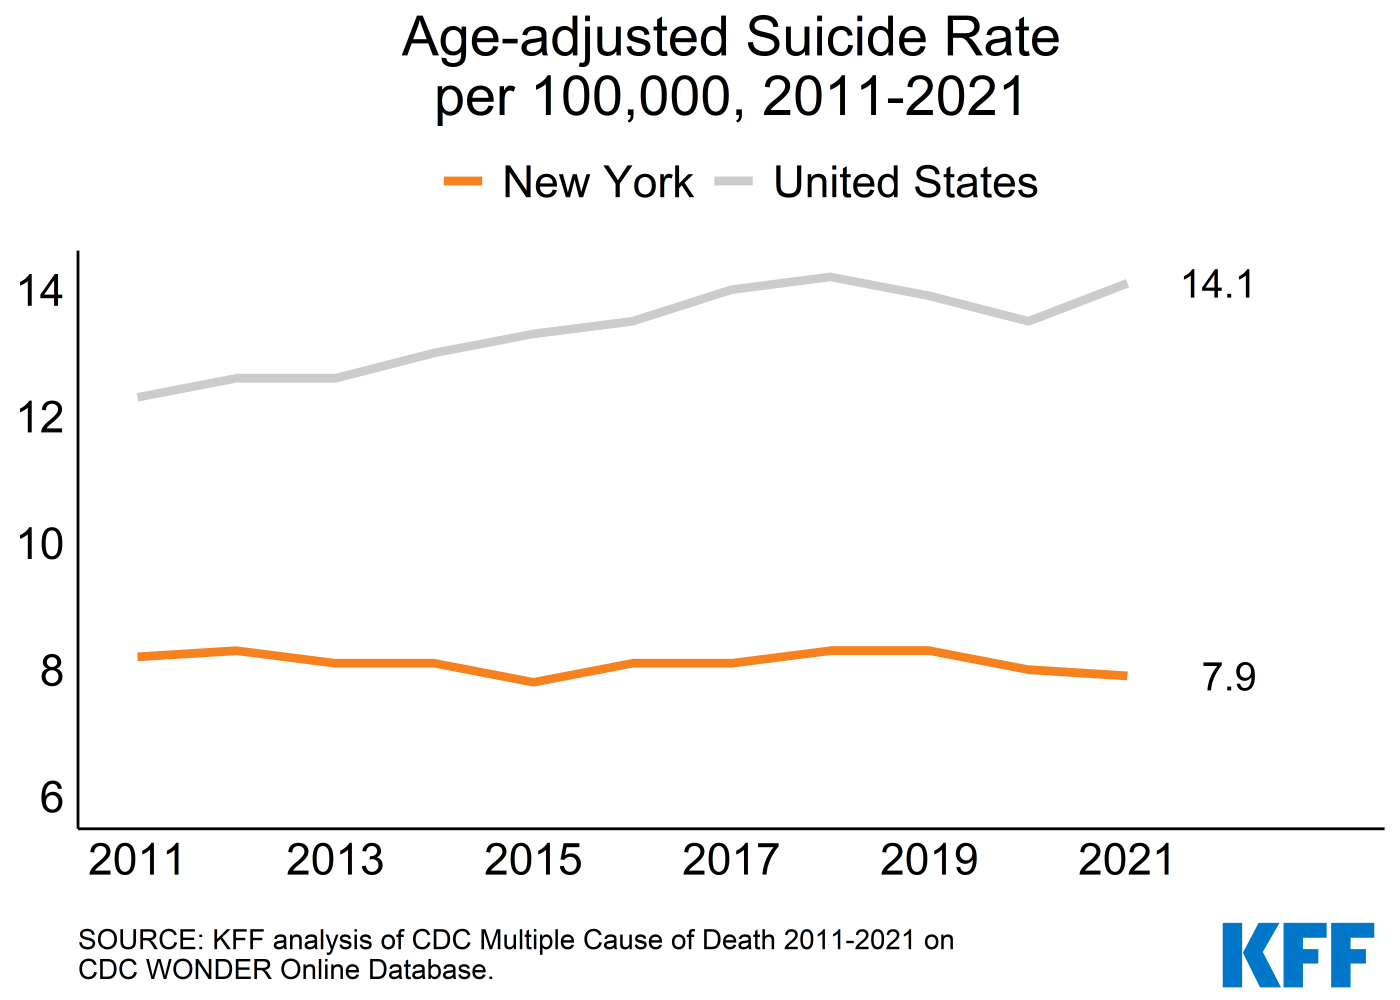 Age-adjusted Suicide Rate
per 100,000, 2011-2021
New York United States
14
14.1
12
10
8
7.9
6
2011 2013 2015 2017 2019 2021
SOURCE: KFF analysis of CDC Multiple Cause of Death 2011-2021 on
CDC WONDER Online Database.
KFF